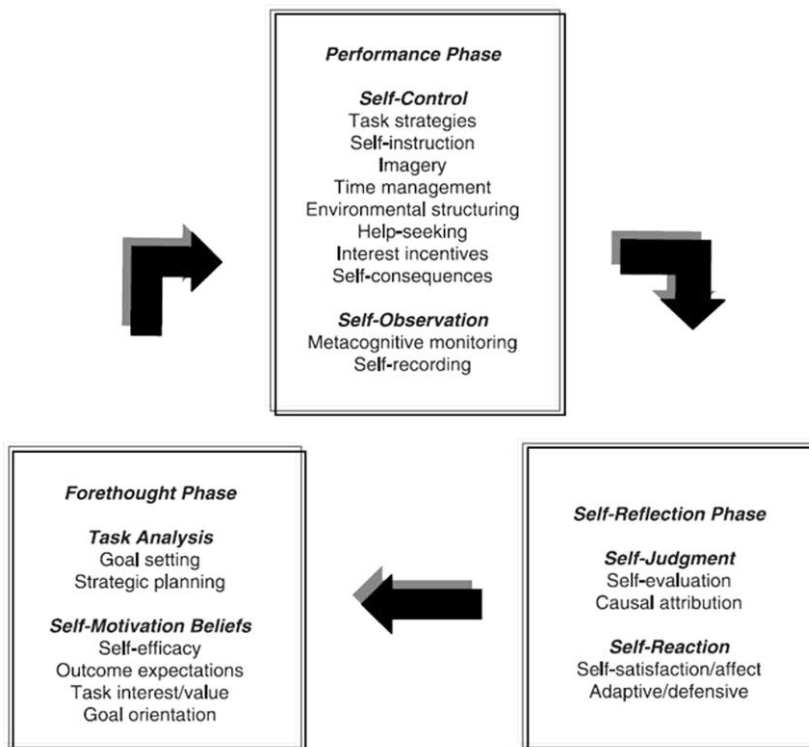 Performance Phase
Self-Control
Task strategies
Self-instruction
Imagery
Time management
Environmental structuring
Help-seeking
Interest incentives
Self-consequences
Self-Observation
Metacognitive monitoring
Self-recording
Forethought Phase
Task Analysis
Goal setting
Strategic planning
Self-Motivation Beliefs
Self-efficacy
Outcome expectations
Task interest/value
Goal orientation
Self-Reflection Phase
Self-Judgment
Self-evaluation
Causal attribution
Self-Reaction
Self-satisfaction/affect
Adaptive/defensive